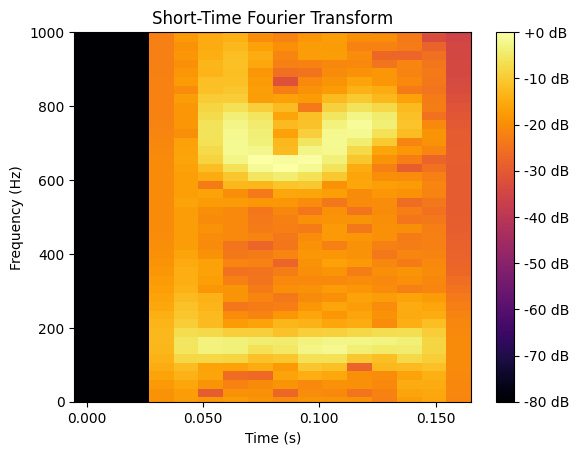 Short-Time Fourier Transform
1000
800
600
400
200
0
Frequency (Hz)
0.000
0.050
0.100
0.150
Time (s)
+0 dB
-10 dB
-20 dB
-30 dB
-40 dB
-50 dB
-60 dB
-70 dB
-80 dB